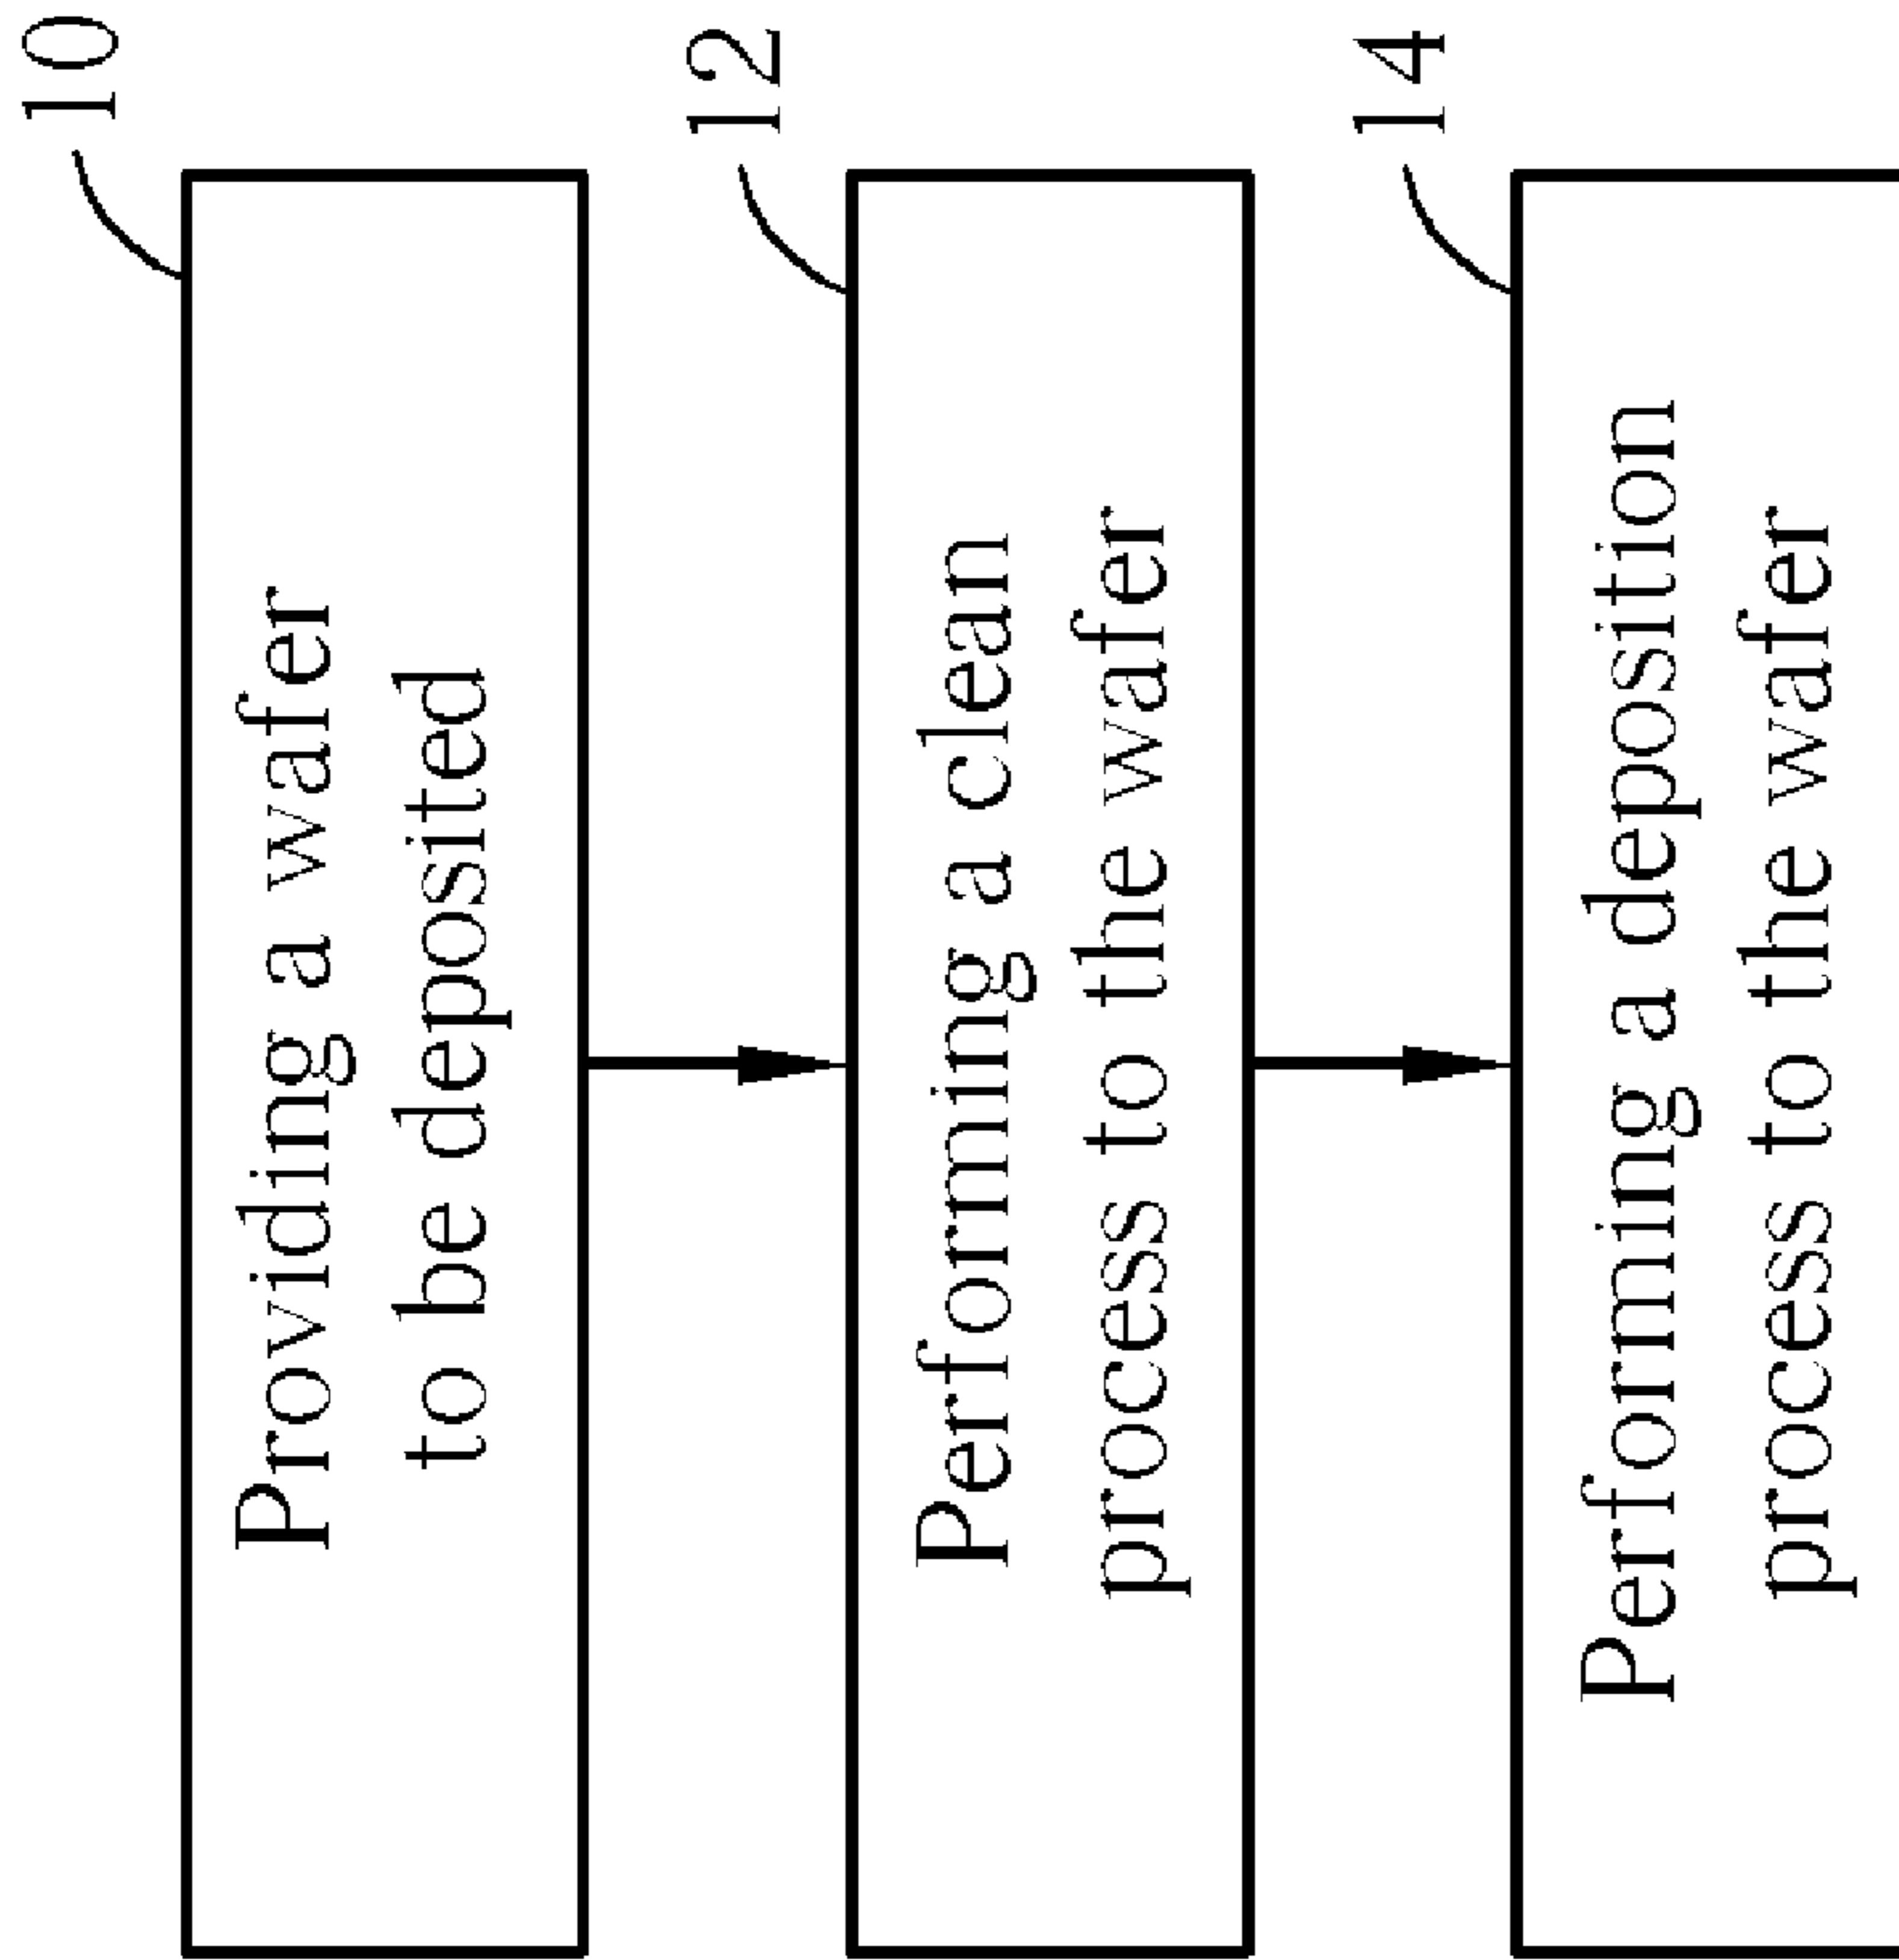 10
Providing a wafer
to be deposited
12
Performing a clean
process to the wafer
14
Performing a deposition
process to the wafer